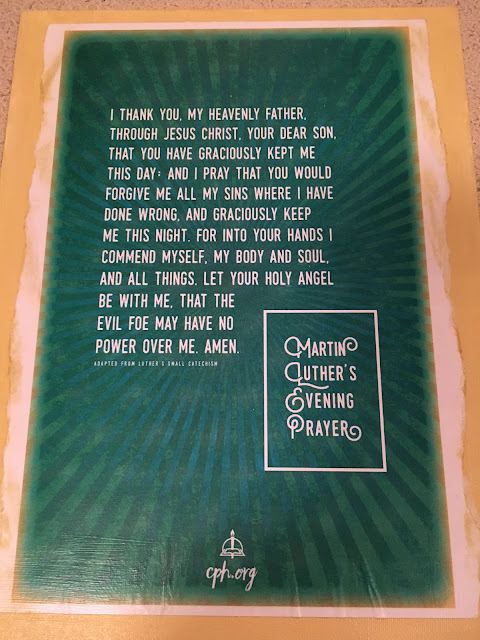 I THANK YOU, MY HEAVENLY FATHER,
THROUGH JESUS CHRIST, YOUR DEAR SON,
THAT YOU HAVE GRACIOUSLY KEPT ME
THIS DAY; AND I PRAY THAT YOU WOULD
FORGIVE ME ALL MY SINS WHERE I HAVE
DONE WRONG, AND GRACIOUSLY KEEP
ME THIS NIGHT. FOR INTO YOUR HANDS I
COMMEND MYSELF, MY BODY AND SOUL,
AND ALL THINGS. LET YOUR HOLY ANGEL
BE WITH ME, THAT THE
EVIL FOE MAY HAVE NO
POWER OVER ME. AMEN.
ADAPTED FROM LUTHER'S SMALL CATECHISM
MARTIN
LUTHER'S
EVENING
PRAYER
cph.org